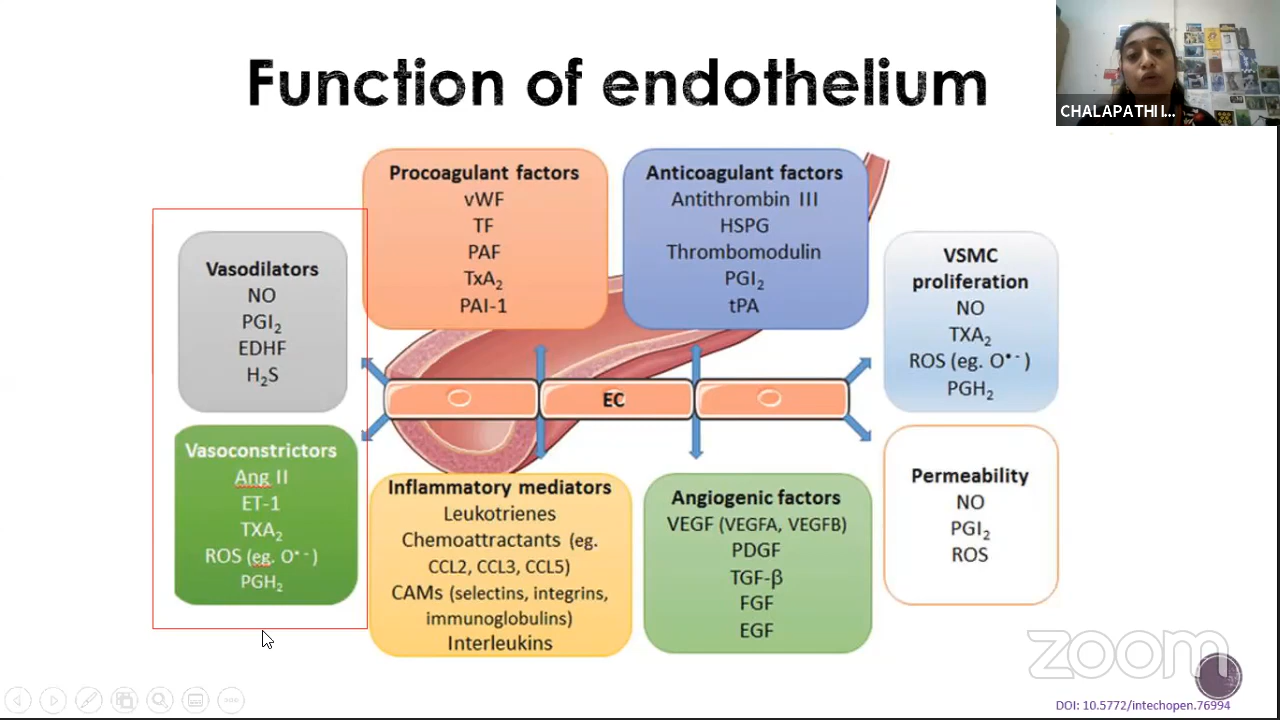 Function of endothelium
CHALAPATHI I...
Procoagulant factors
vWF
TF
PAF
TxA₂
PAI-1
Anticoagulant factors
Antithrombin III
HSPG
Thrombomodulin
PGI₂
tPA
Vasodilators
NO
PGI₂
EDHF
H₂S
VSMC
proliferation
NO
TXA₂
ROS (eg. O•⁻ )
PGH₂
EC
Vasoconstrictors
Ang II
ET-1
TXA₂
ROS (eg. O•⁻ )
PGH₂
Inflammatory mediators
Leukotrienes
Chemoattractants (eg.
CCL2, CCL3, CCL5)
CAMs (selectins, integrins,
immunoglobulins)
Interleukins
Angiogenic factors
VEGF (VEGFA, VEGFB)
PDGF
TGF-β
FGF
EGF
Permeability
NO
PGI₂
ROS
zoom
DOI: 10.5772/intechopen.76994